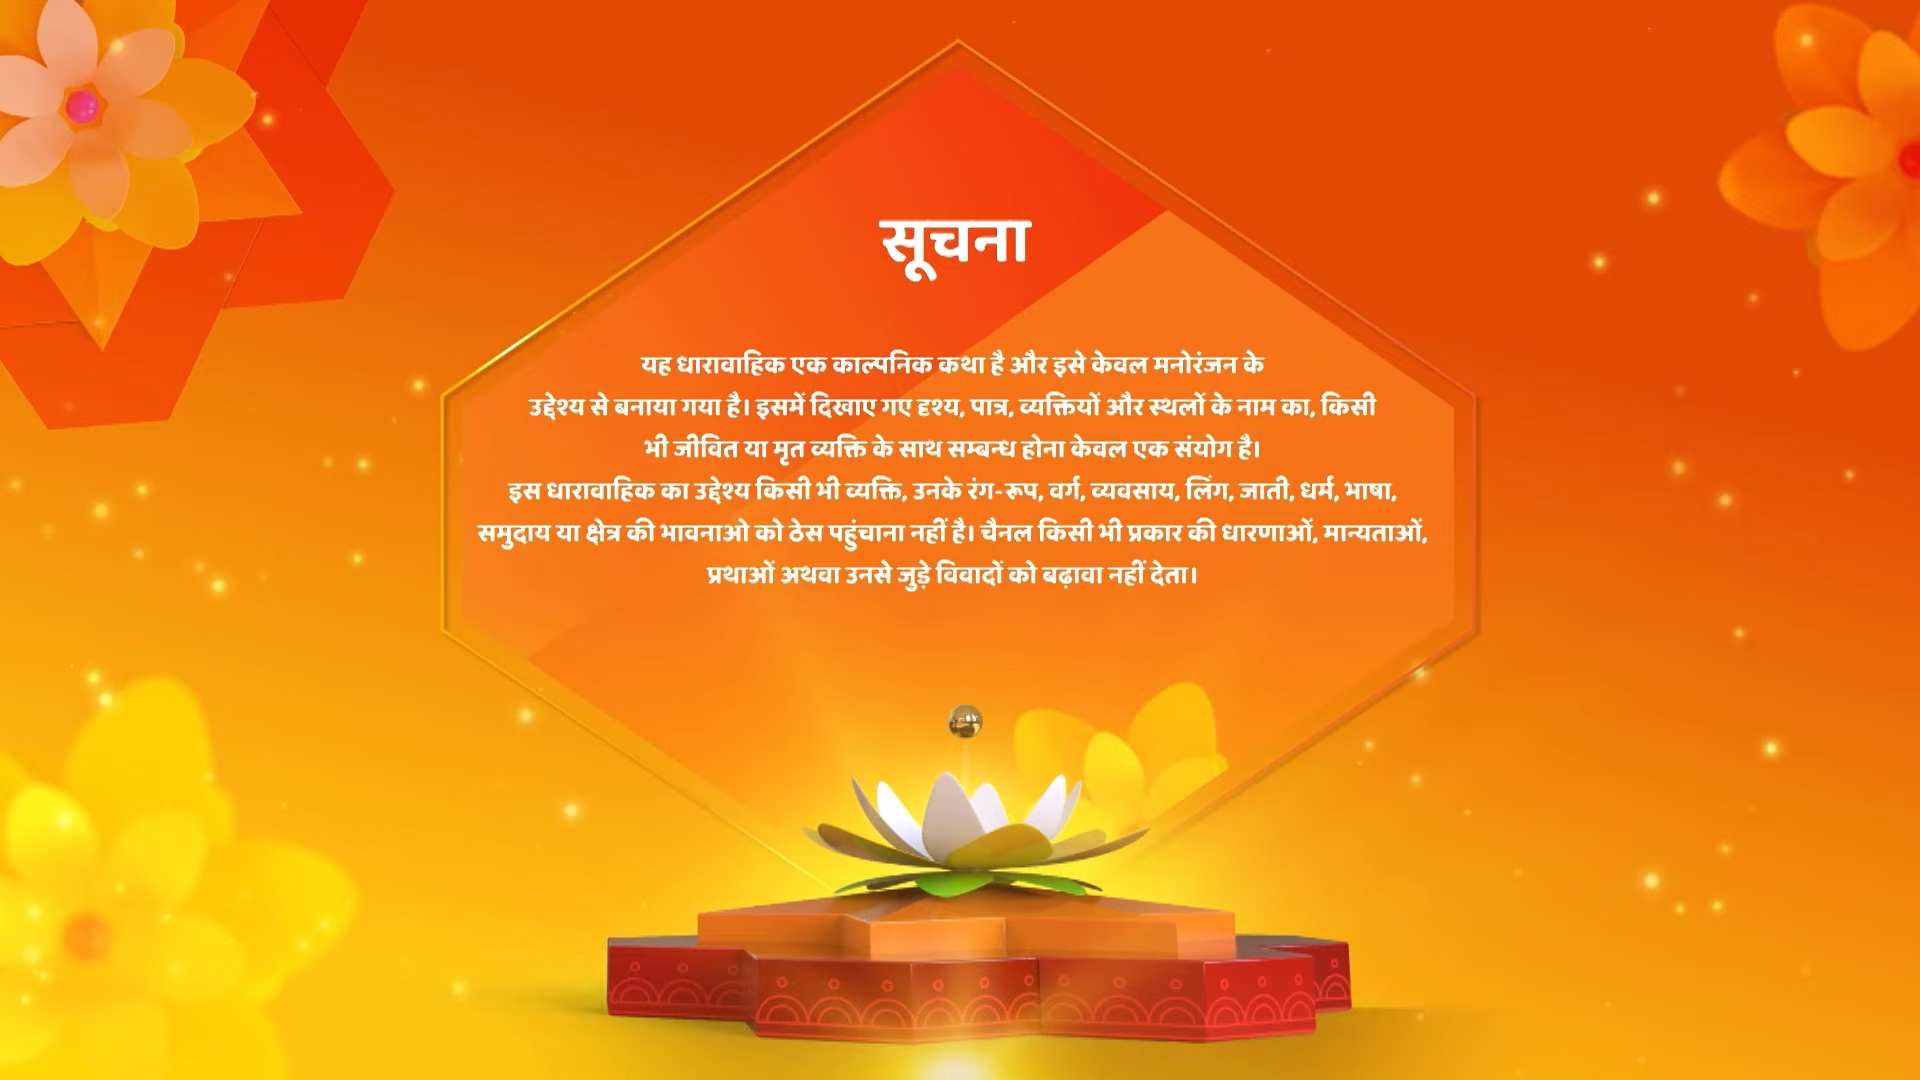 सूचना
यह धारावाहिक एक काल्पनिक कथा है और इसे केवल मनोरंजन के
उद्देश्य से बनाया गया है। इसमें दिखाए गए दृश्य, पात्र, व्यक्तियों और स्थलों के नाम का, किसी
भी जीवित या मृत व्यक्ति के साथ सम्बन्ध होना केवल एक संयोग है।
इस धारावाहिक का उद्देश्य किसी भी व्यक्ति, उनके रंग-रूप, वर्ग, व्यवसाय, लिंग, जाती, धर्म, भाषा,
समुदाय या क्षेत्र की भावनाओ को ठेस पहुंचाना नहीं है। चैनल किसी भी प्रकार की धारणाओं, मान्यताओं,
प्रथाओं अथवा उनसे जुड़े विवादों को बढ़ावा नहीं देता।